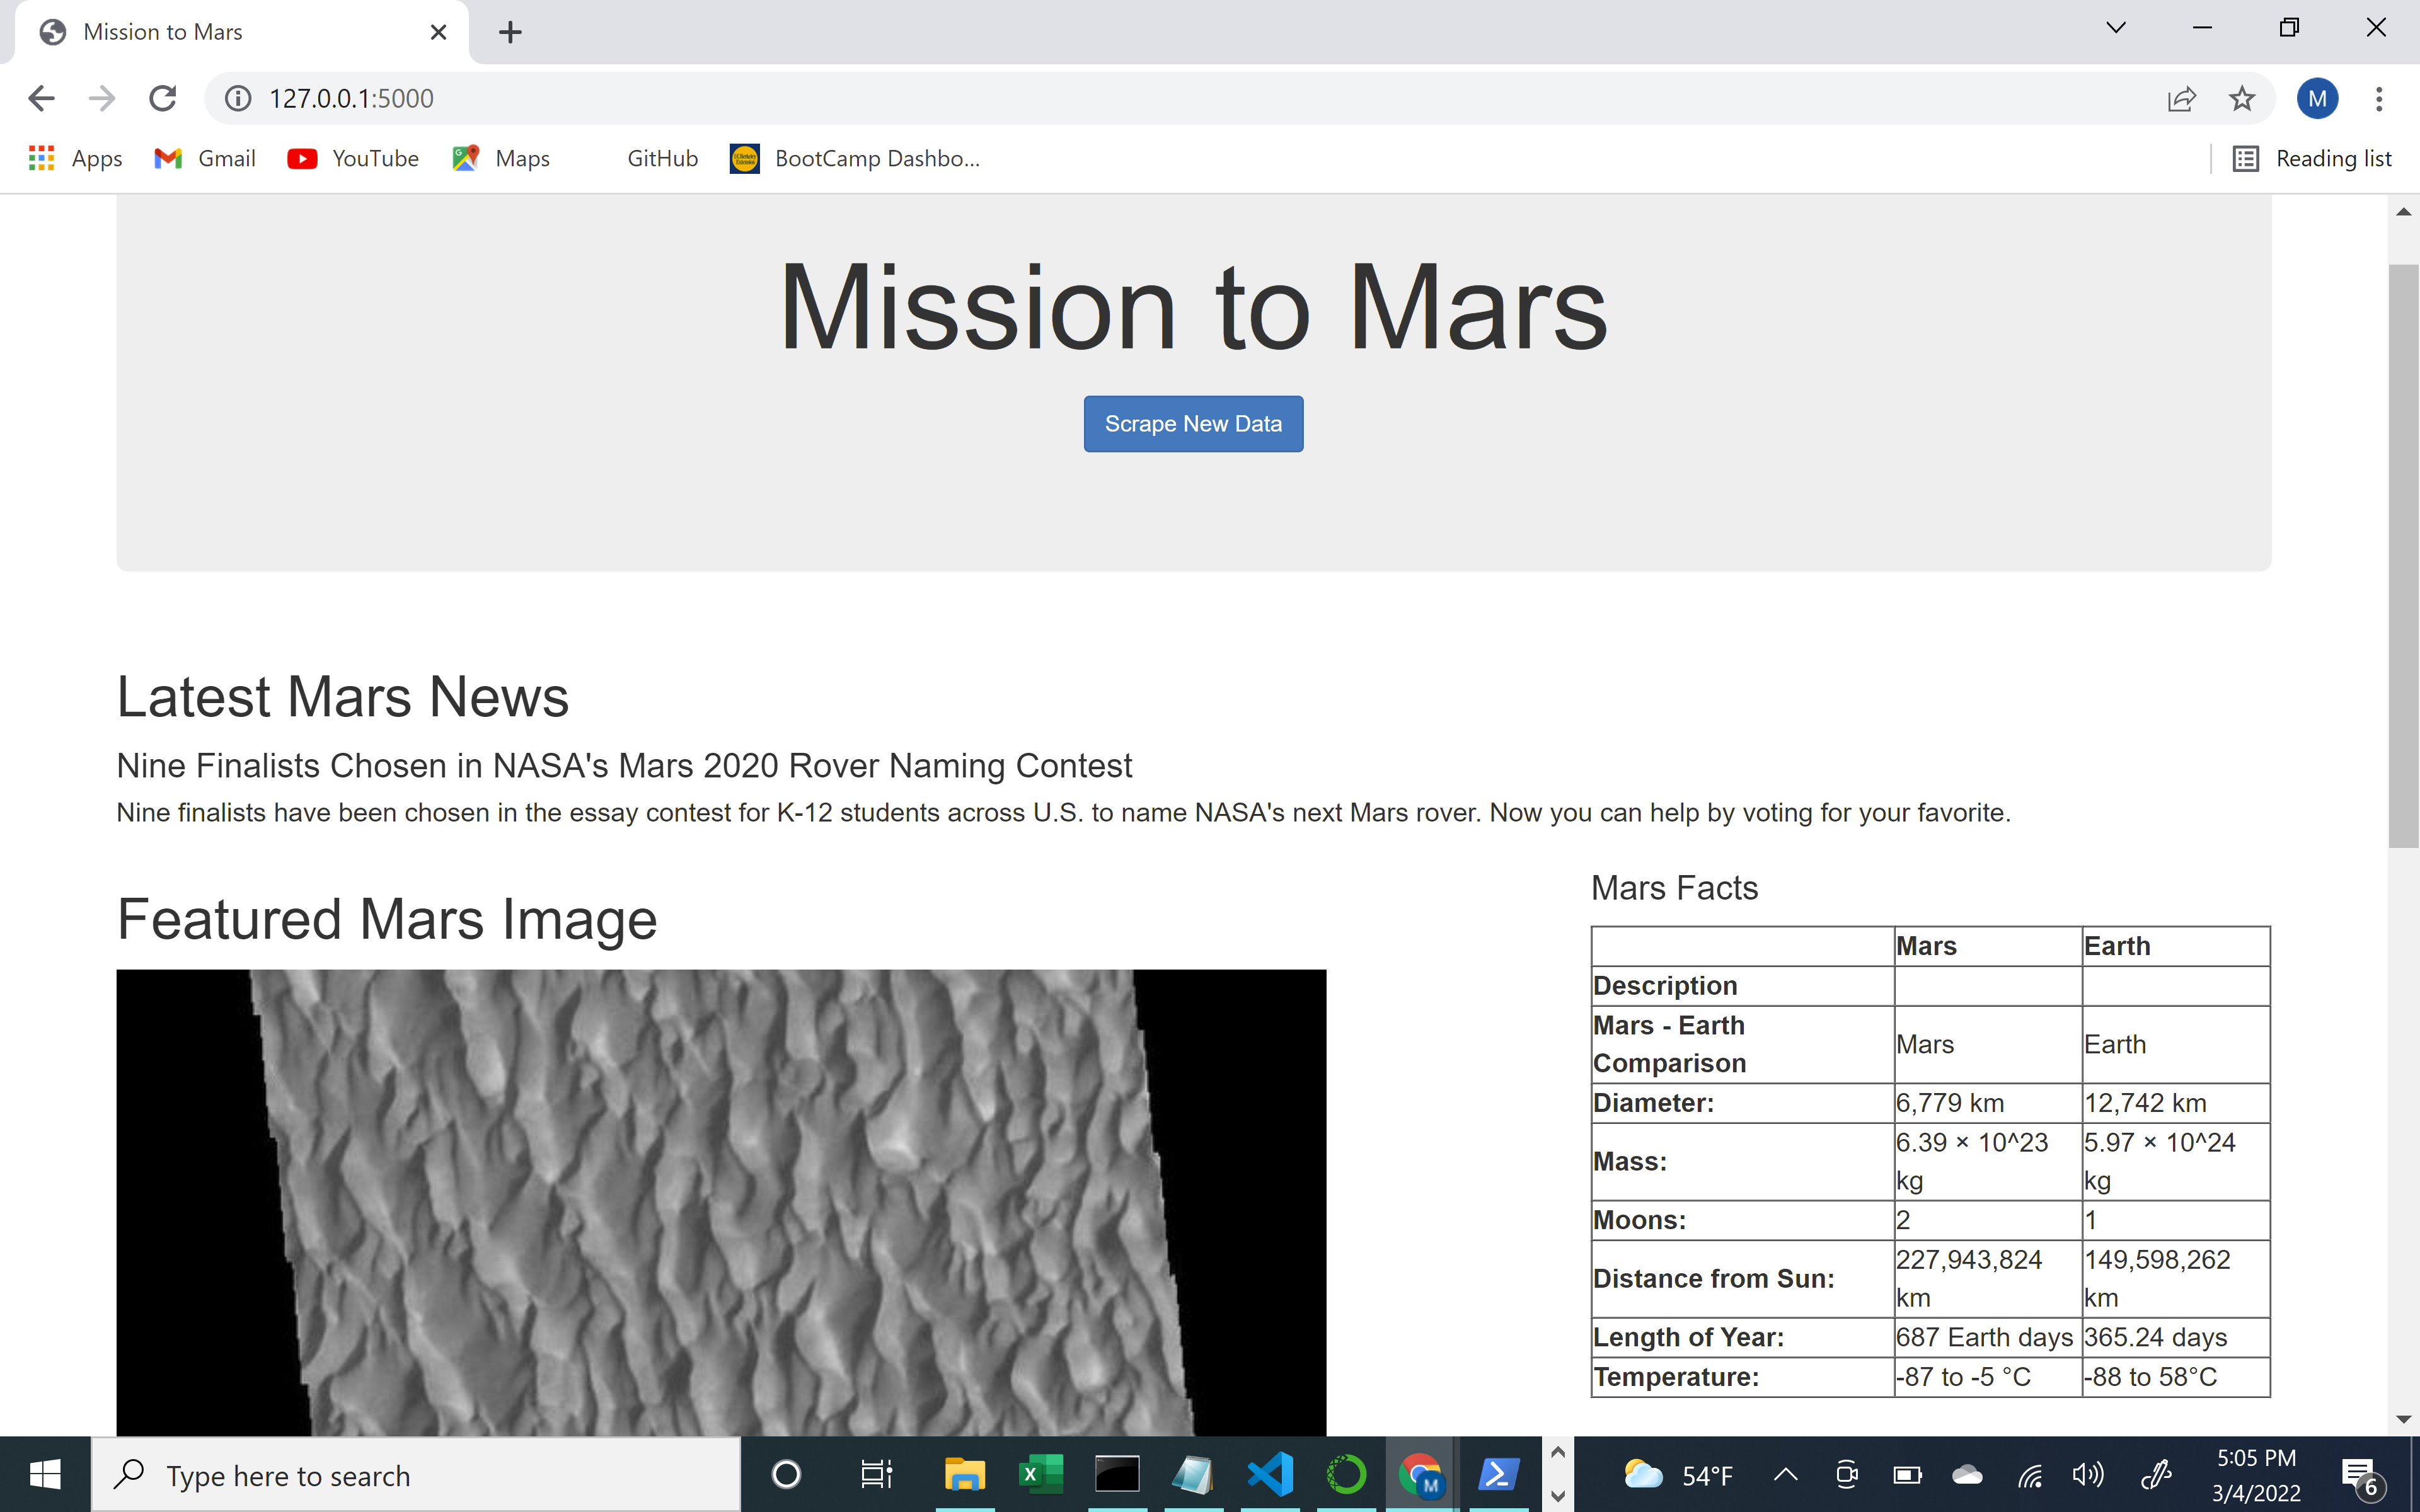 Mission to Mars
127.0.0.1:5000
M
Apps Gmail YouTube Maps GitHub BootCamp Dashbo... Reading list
Mission to Mars
Scrape New Data
Latest Mars News
Nine Finalists Chosen in NASA's Mars 2020 Rover Naming Contest
Nine finalists have been chosen in the essay contest for K-12 students across U.S. to name NASA's next Mars rover. Now you can help by voting for your favorite.
Featured Mars Image
Mars Facts
Mars Earth
Description
Mars - Earth Comparison Mars Earth
Diameter: 6,779 km 12,742 km
Mass: 6.39 × 10^23 kg 5.97 × 10^24 kg
Moons: 2 1
Distance from Sun: 227,943,824 km 149,598,262 km
Length of Year: 687 Earth days 365.24 days
Temperature: -87 to -5 °C -88 to 58°C
Type here to search
X
M
54°F
5:05 PM
3/4/2022
6